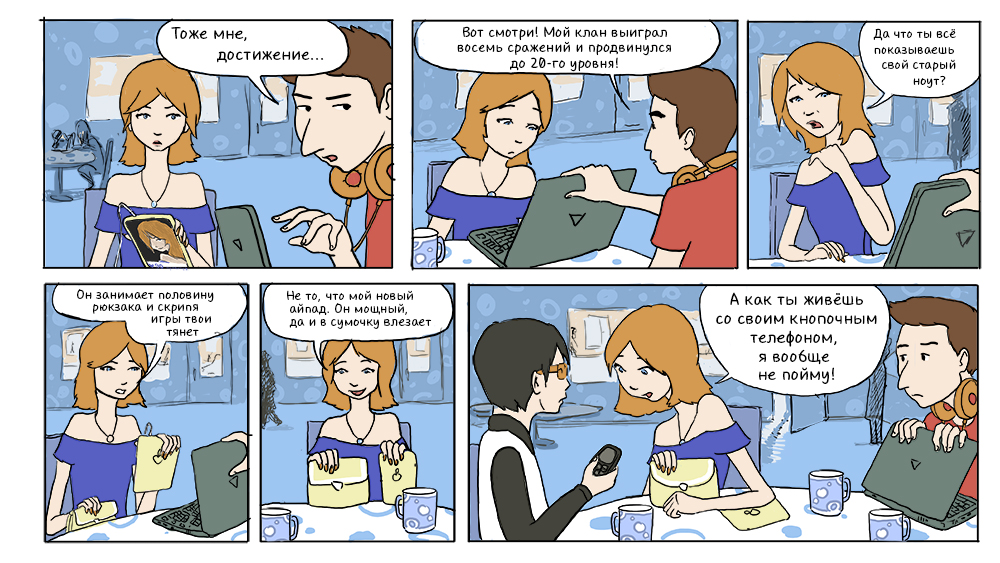 Тоже мне,
достижение...
Вот смотри! Мой клан выиграл
восемь сражений и продвинулся
до 20-го уровня!
Да что ты всё
показываешь
свой старый
ноут?
Он занимает половину
рюкзака и скрипя
игры твои
тянет
Не то, что мой новый
айпад. Он мощный,
да и в сумочку влезает
А как ты живёшь
со своим кнопочным
телефоном,
я вообще
не пойму!